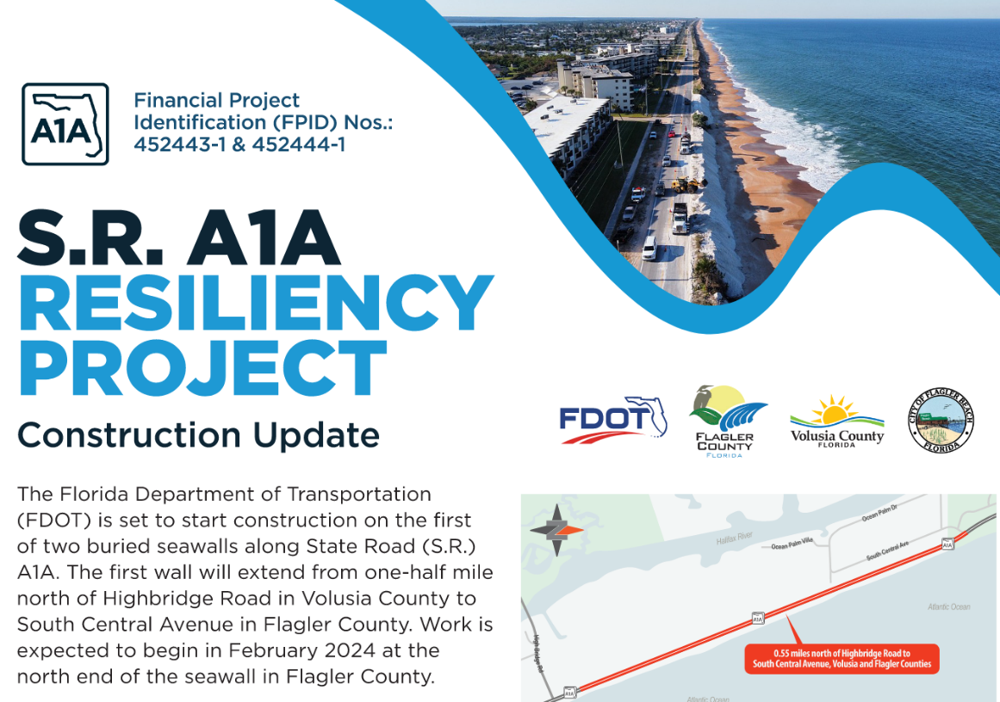 A1A
Financial Project
Identification (FPID) Nos.:
452443-1 & 452444-1
S.R. A1A
RESILIENCY
PROJECT
Construction Update
FDOT
FLAGLER
COUNTY
FLORIDA
Volusia County
FLORIDA
CITY OF FLAGLER BEACH
FLORIDA
The Florida Department of Transportation
(FDOT) is set to start construction on the first
of two buried seawalls along State Road (S.R.)
A1A. The first wall will extend from one-half mile
north of Highbridge Road in Volusia County to
South Central Avenue in Flagler County. Work is
expected to begin in February 2024 at the
north end of the seawall in Flagler County.
Halifax River
Ocean Palm Dr
Ocean Palm Villa
South Central Ave
A1A
Atlantic Ocean
A1A
High Bridge Rd
0.55 miles north of Highbridge Road to
South Central Avenue, Volusia and Flagler Counties
A1A
Atlantic Ocean